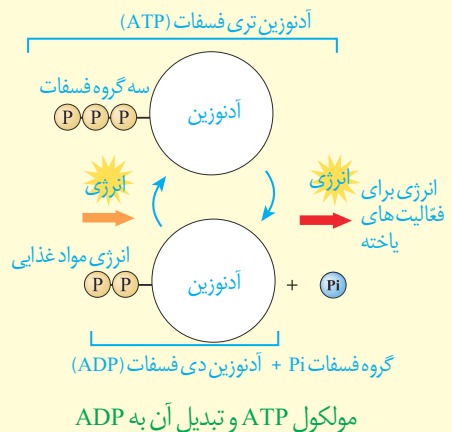 آدنوزین تری فسفات (ATP)
سه گروه فسفات
P P P
آدنوزین
انرژی
انرژی
انرژی برای
فعّالیت‌های
یاخته
انرژی مواد غذایی
P P
آدنوزین
+
Pi
گروه فسفات Pi + آدنوزین دی فسفات (ADP)
مولکول ATP و تبدیل آن به ADP